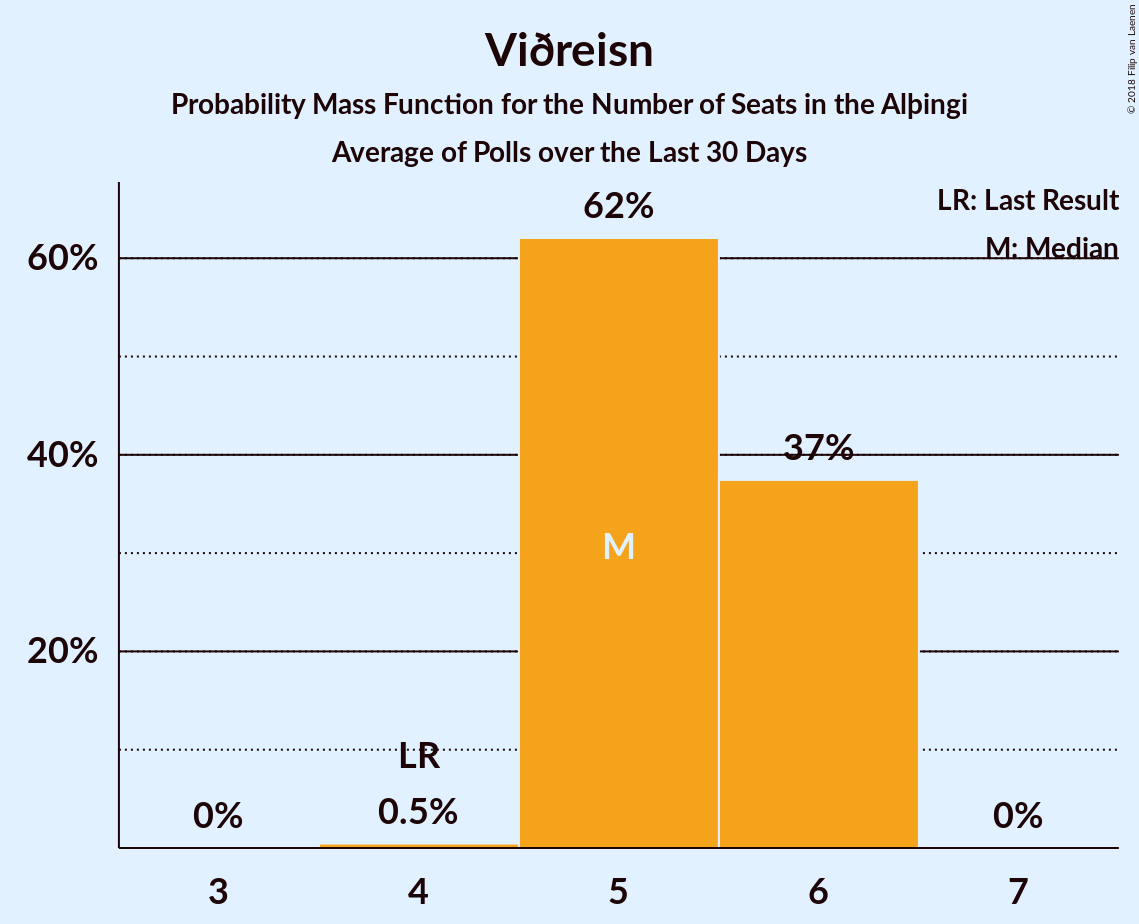 Viðreisn
Probability Mass Function for the Number of Seats in the Alþingi
Average of Polls over the Last 30 Days
© 2018 Filip van Laenen
LR: Last Result
M: Median
62%
60%
40%
37%
M
20%
LR
0%
0.5%
0%
3
4
5
6
7